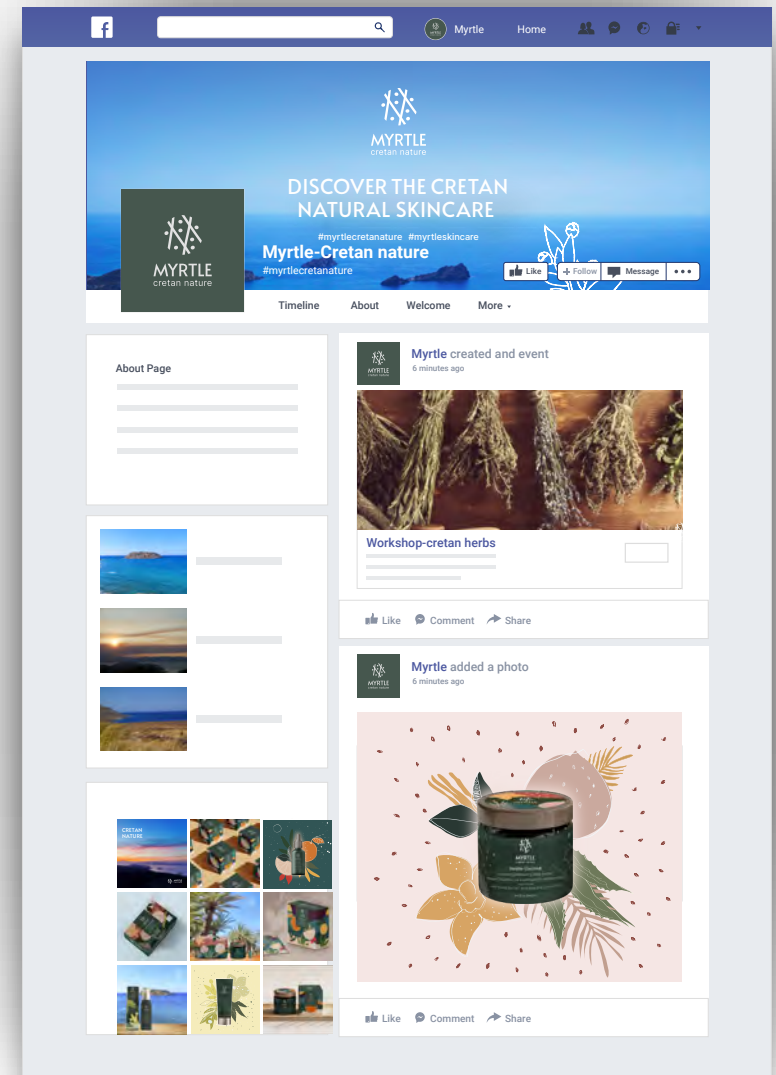 Myrtle
Home
MYRTLE
cretan nature
DISCOVER THE CRETAN
NATURAL SKINCARE
#myrtlecretanature #myrtleskincare
Myrtle-Cretan nature
#myrtlecretanature
MYRTLE
cretan nature
Like
Follow
Message
Timeline
About
Welcome
More
About Page
CRETAN
NATURE
MYRTLE
Myrtle created and event
6 minutes ago
Workshop-cretan herbs
Like
Comment
Share
MYRTLE
Myrtle added a photo
6 minutes ago
MYRTLE
Like
Comment
Share